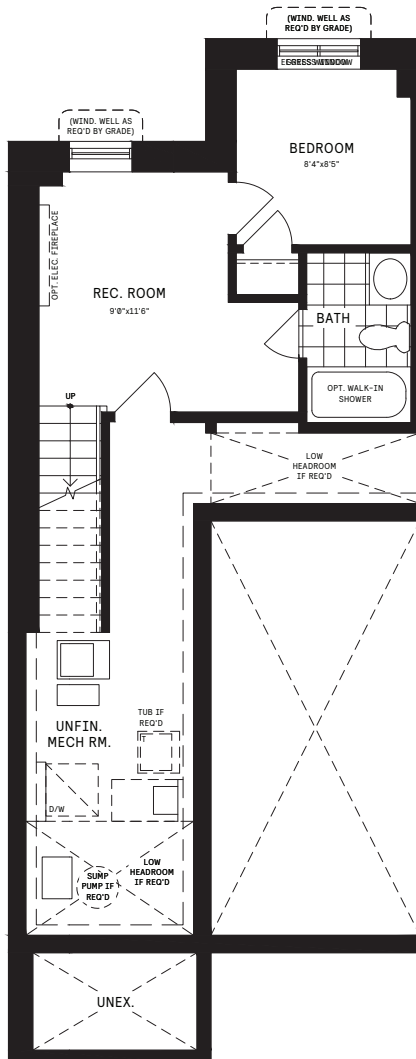 (WIND. WELL AS
REQ'D BY GRADE)
EGRESS WINDOW
(WIND. WELL AS
REQ'D BY GRADE)
BEDROOM
8'4"x8'5"
OPT. ELEC. FIREPLACE
REC. ROOM
9'0"x11'6"
BATH
OPT. WALK-IN
SHOWER
UP
LOW
HEADROOM
IF REQ'D
TUB IF
REQ'D
T
UNFIN.
MECH RM.
D/W
LOW
HEADROOM
IF REQ'D
SUMP
PUMP IF
REQ'D
UNEX.